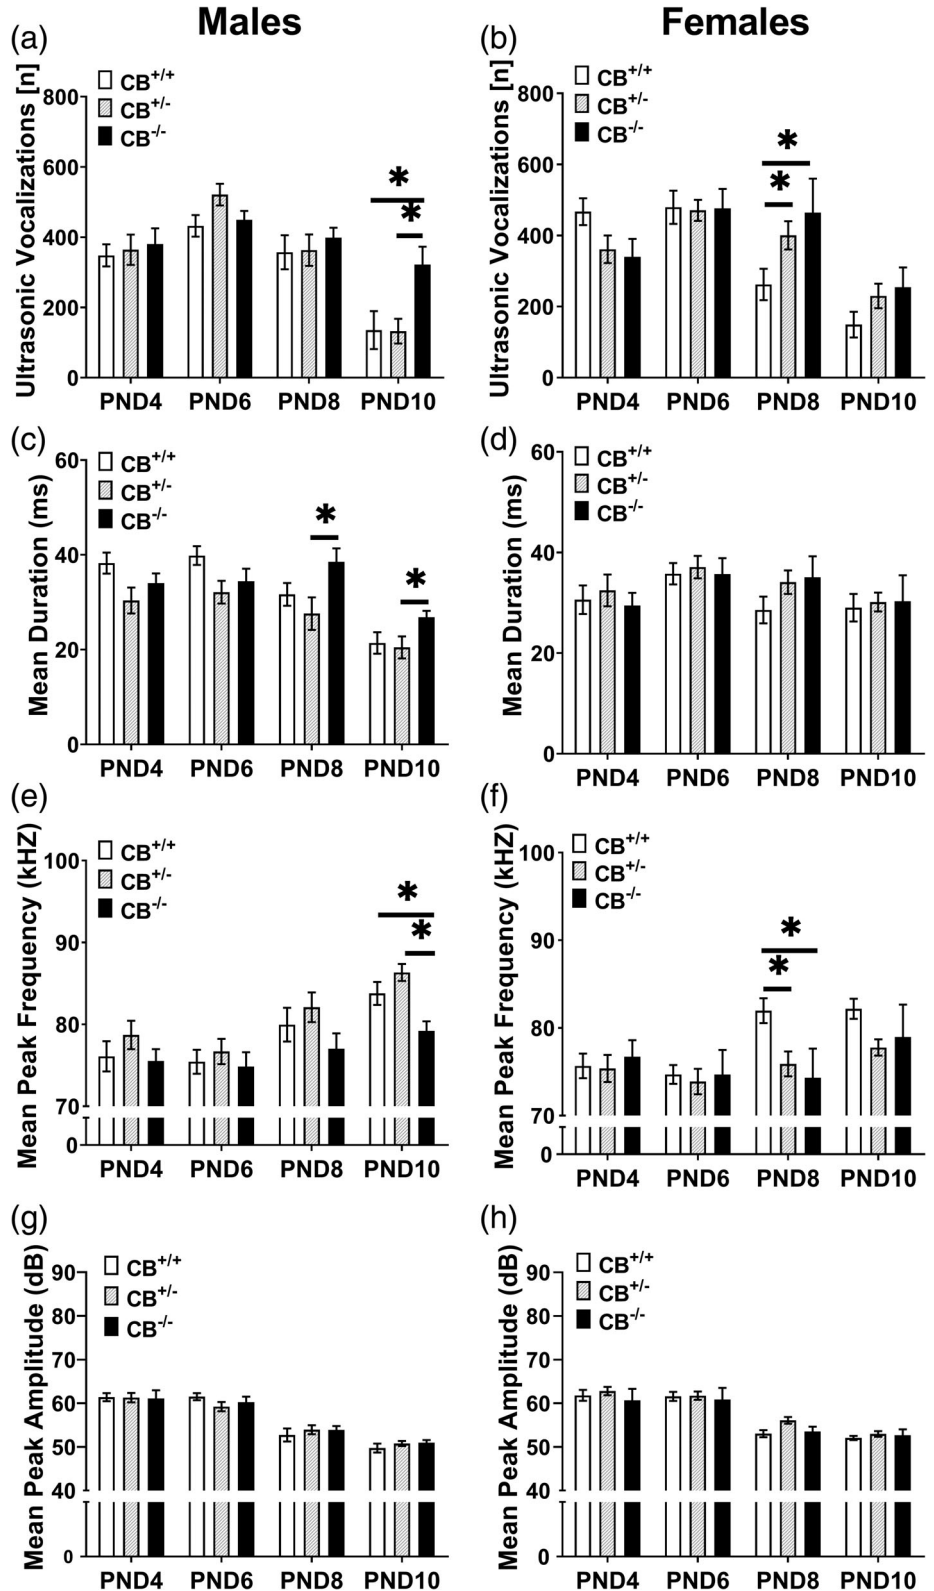 Males
Females
(a)
Ultrasonic Vocalizations [n]
CB+/+
CB+/-
CB-/-
800
600
400
200
0
PND4 PND6 PND8 PND10
*
*
(b)
Ultrasonic Vocalizations [n]
CB+/+
CB+/-
CB-/-
800
600
400
200
0
PND4 PND6 PND8 PND10
*
*
(c)
Mean Duration (ms)
CB+/+
CB+/-
CB-/-
60
40
20
0
PND4 PND6 PND8 PND10
*
*
(d)
Mean Duration (ms)
CB+/+
CB+/-
CB-/-
60
40
20
0
PND4 PND6 PND8 PND10
(e)
Mean Peak Frequency (kHZ)
CB+/+
CB+/-
CB-/-
100
90
80
70
0
PND4 PND6 PND8 PND10
*
*
(f)
Mean Peak Frequency (kHZ)
CB+/+
CB+/-
CB-/-
100
90
80
70
0
PND4 PND6 PND8 PND10
*
*
(g)
Mean Peak Amplitude (dB)
CB+/+
CB+/-
CB-/-
90
80
70
60
50
40
0
PND4 PND6 PND8 PND10
(h)
Mean Peak Amplitude (dB)
CB+/+
CB+/-
CB-/-
90
80
70
60
50
40
0
PND4 PND6 PND8 PND10